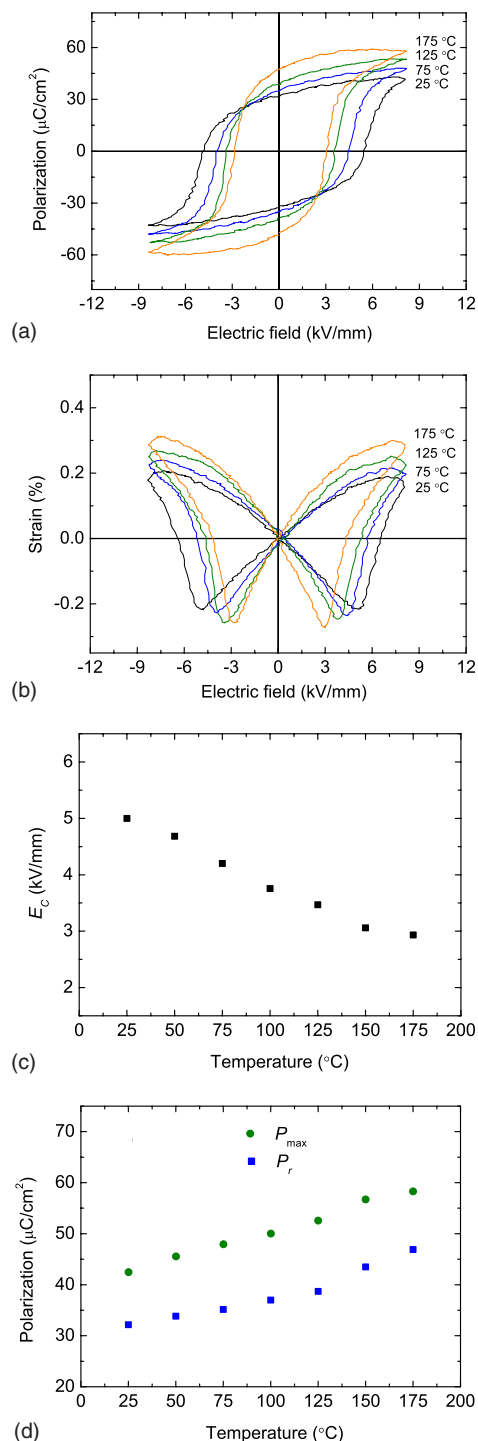 60
30
0
-30
-60
Polarization (μC/cm²)
175 °C
125 °C
75 °C
25 °C
-12 -9 -6 -3 0 3 6 9 12
(a) Electric field (kV/mm)
0.4
0.2
0.0
-0.2
Strain (%)
175 °C
125 °C
75 °C
25 °C
-12 -9 -6 -3 0 3 6 9 12
(b) Electric field (kV/mm)
6
5
4
3
2
E_C (kV/mm)
0 25 50 75 100 125 150 175 200
(c) Temperature (°C)
70
60
50
40
30
20
Polarization (μC/cm²)
P_max
P_r
0 25 50 75 100 125 150 175 200
(d) Temperature (°C)